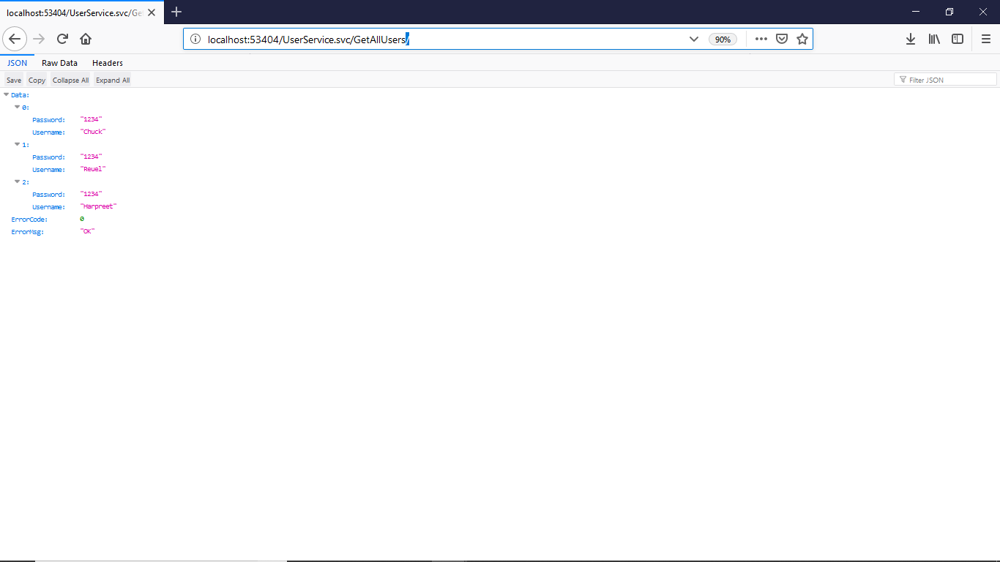 localhost:53404/UserService.svc/Ge
localhost:53404/UserService.svc/GetAllUsers/
90%
JSON Raw Data Headers
Save Copy Collapse All Expand All
Filter JSON
Data:
0:
Password: "1234"
Username: "Chuck"
1:
Password: "1234"
Username: "Reuel"
2:
Password: "1234"
Username: "Harpreet"
ErrorCode: 0
ErrorMsg: "OK"